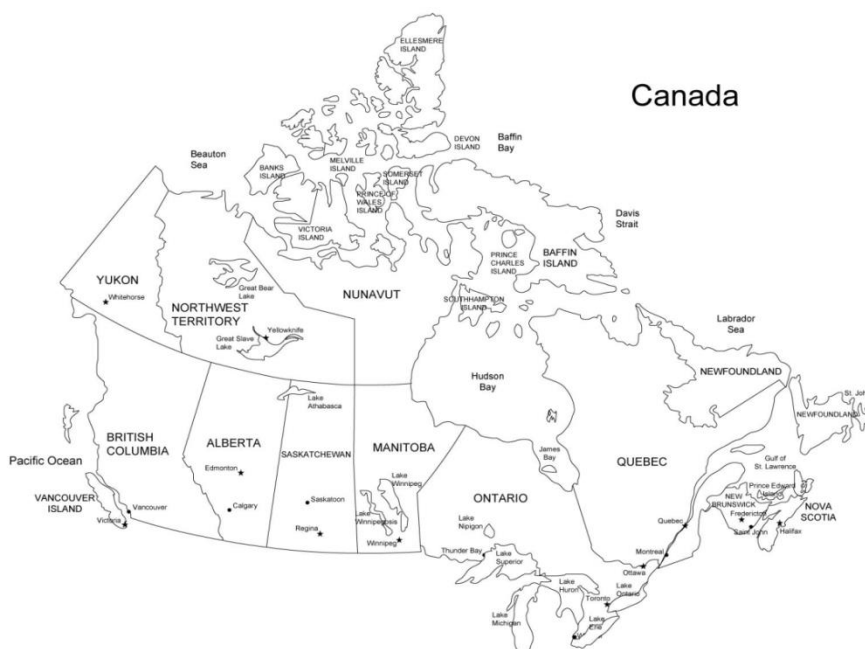 Canada
ELLESMERE
ISLAND
Beauton
Sea
BANKS
ISLAND
MELVILLE
ISLAND
DEVON
ISLAND
Baffin
Bay
SOMERSET
ISLAND
PRINCE OF
WALES
ISLAND
VICTORIA
ISLAND
Davis
Strait
PRINCE
CHARLES
ISLAND
BAFFIN
ISLAND
YUKON
Whitehorse
Great Bear
Lake
NORTHWEST
TERRITORY
Yellowknife
Great Slave
Lake
NUNAVUT
SOUTHHAMPTON
ISLAND
Labrador
Sea
Hudson
Bay
NEWFOUNDLAND
St. Joh
NEWFOUNDLAND
Lake
Athabasca
Pacific Ocean
BRITISH
COLUMBIA
ALBERTA
Edmonton
Calgary
SASKATCHEWAN
Saskatoon
Regina
MANITOBA
Lake
Winnipeg
Lake
Winnipeg
James
Bay
ONTARIO
QUEBEC
Gulf of
St. Lawrence
Prince Edward
NEW
BRUNSWICK
Fredericton
Saint John
NOVA
SCOTIA
Halifax
VANCOUVER
ISLAND
Vancouver
Victoria
Lake
Nipigon
Thunder Bay
Lake
Superior
Quebec
Montreal
Ottawa
Lake
Huron
Toronto
Lake
Ontario
Lake
Michigan
Lake
Erie